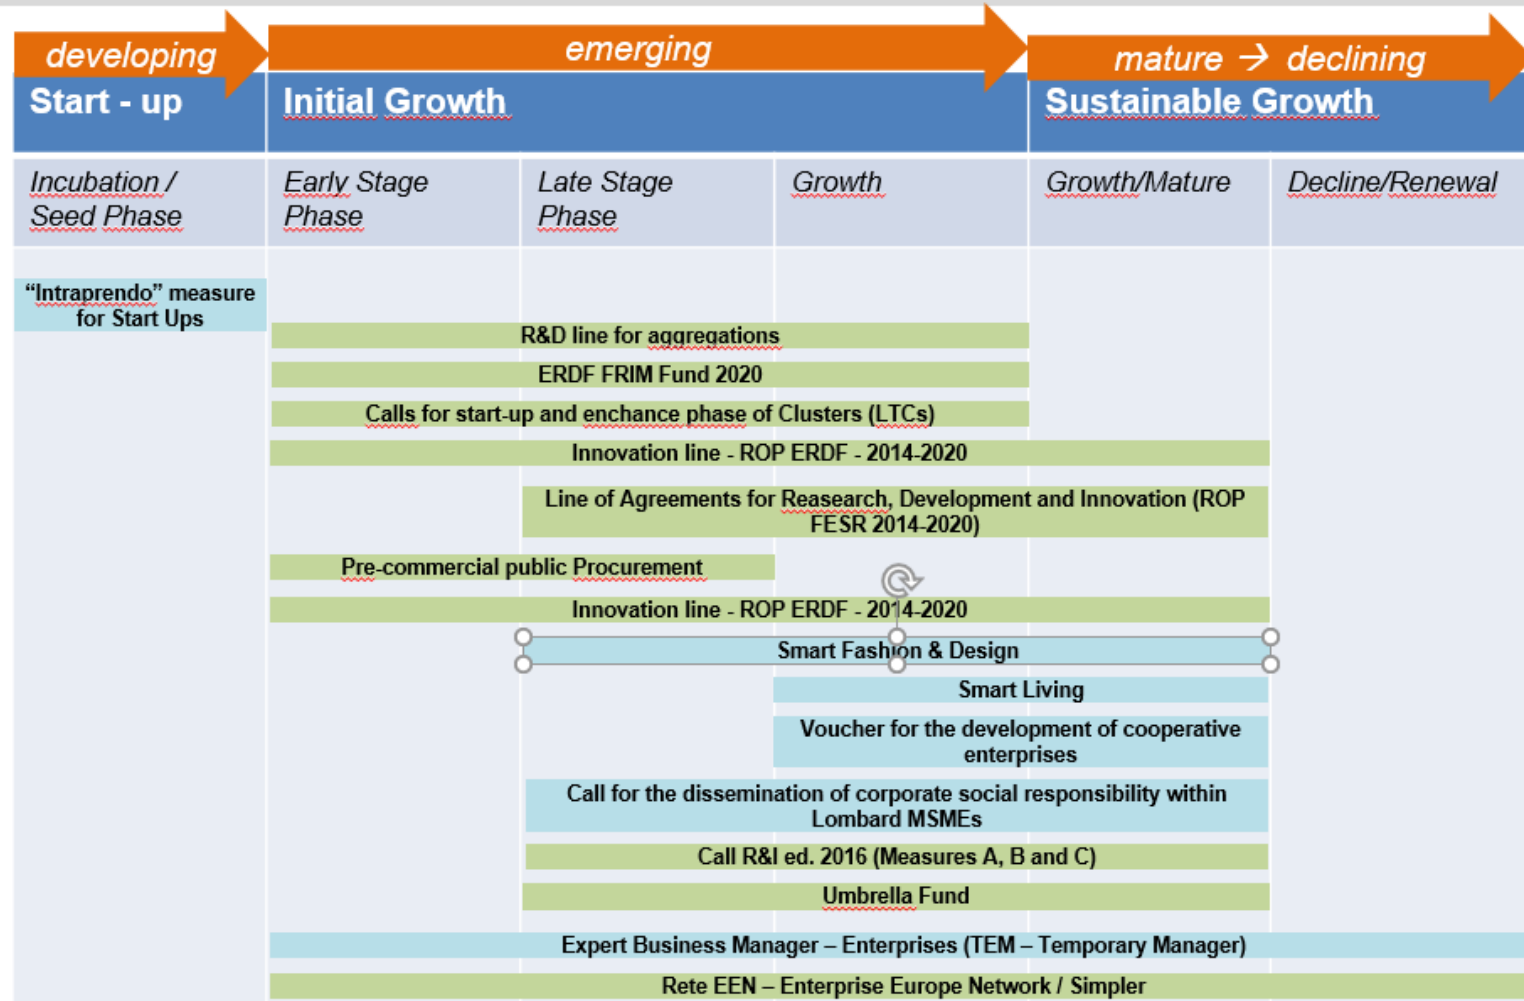 developing
emerging
mature → declining
Start - up
Initial Growth
Sustainable Growth
Incubation /
Seed Phase
Early Stage
Phase
Late Stage
Phase
Growth
Growth/Mature
Decline/Renewal
“Intraprendo” measure
for Start Ups
R&D line for aggregations
ERDF FRIM Fund 2020
Calls for start-up and enchance phase of Clusters (LTCs)
Innovation line - ROP ERDF - 2014-2020
Line of Agreements for Reasearch, Development and Innovation (ROP
FESR 2014-2020)
Pre-commercial public Procurement
Innovation line - ROP ERDF - 2014-2020
Smart Fashion & Design
Smart Living
Voucher for the development of cooperative
enterprises
Call for the dissemination of corporate social responsibility within
Lombard MSMEs
Call R&I ed. 2016 (Measures A, B and C)
Umbrella Fund
Expert Business Manager – Enterprises (TEM – Temporary Manager)
Rete EEN – Enterprise Europe Network / Simpler